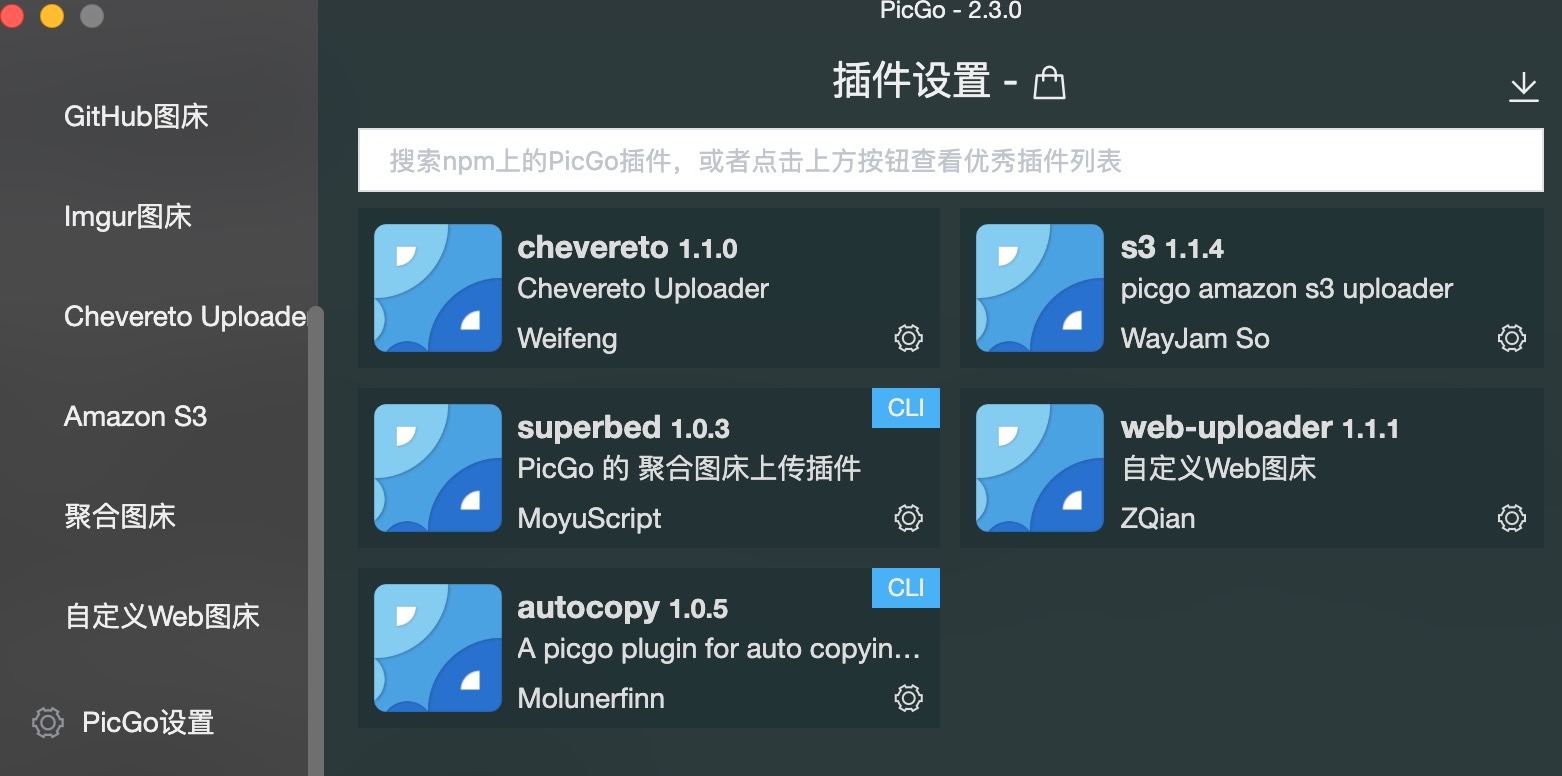 PicGo - 2.3.0
插件设置 -
搜索npm上的PicGo插件，或者点击上方按钮查看优秀插件列表
GitHub图床
Imgur图床
Chevereto Uploade
Amazon S3
聚合图床
自定义Web图床
PicGo设置
chevereto 1.1.0
Chevereto Uploader
Weifeng
s3 1.1.4
picgo amazon s3 uploader
WayJam So
CLI
superbed 1.0.3
PicGo 的 聚合图床上传插件
MoyuScript
web-uploader 1.1.1
自定义Web图床
ZQian
CLI
autocopy 1.0.5
A picgo plugin for auto copyin...
Molunerfinn